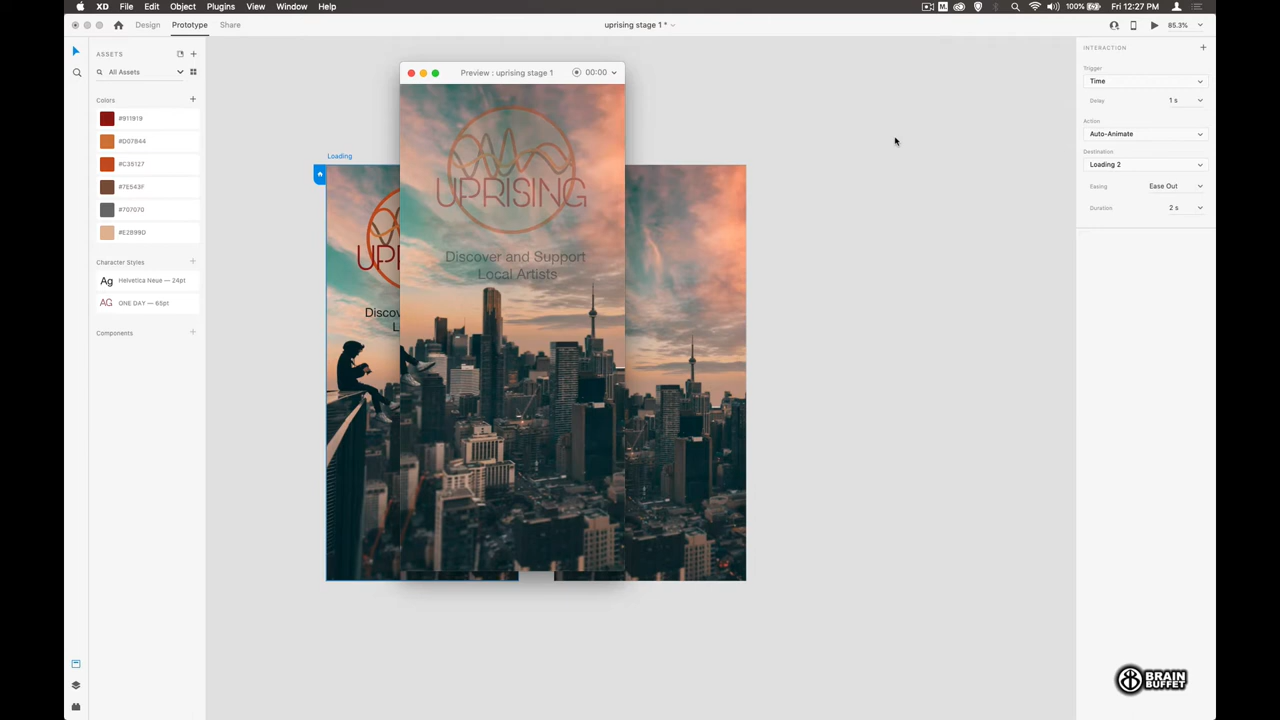 XD File Edit Object View Plugins Window Help
100% Fri 12:27 PM
Design Prototype Share
uprising stage 1 *
85.3%
ASSETS
All Assets
Colors
#911919
#D07B44
#C35127
#7E543F
#707070
#E2B99D
Character Styles
Ag Helvetica Neue — 24pt
AG ONE DAY — 65pt
Components
Loading
UP
Discov
L
Preview : uprising stage 1
00:00
UPRISING
Discover and Support
Local Artists
INTERACTION
Trigger
Time
Delay 1 s
Action
Auto-Animate
Destination
Loading 2
Easing Ease Out
Duration 2 s
BRAIN
BUFFET